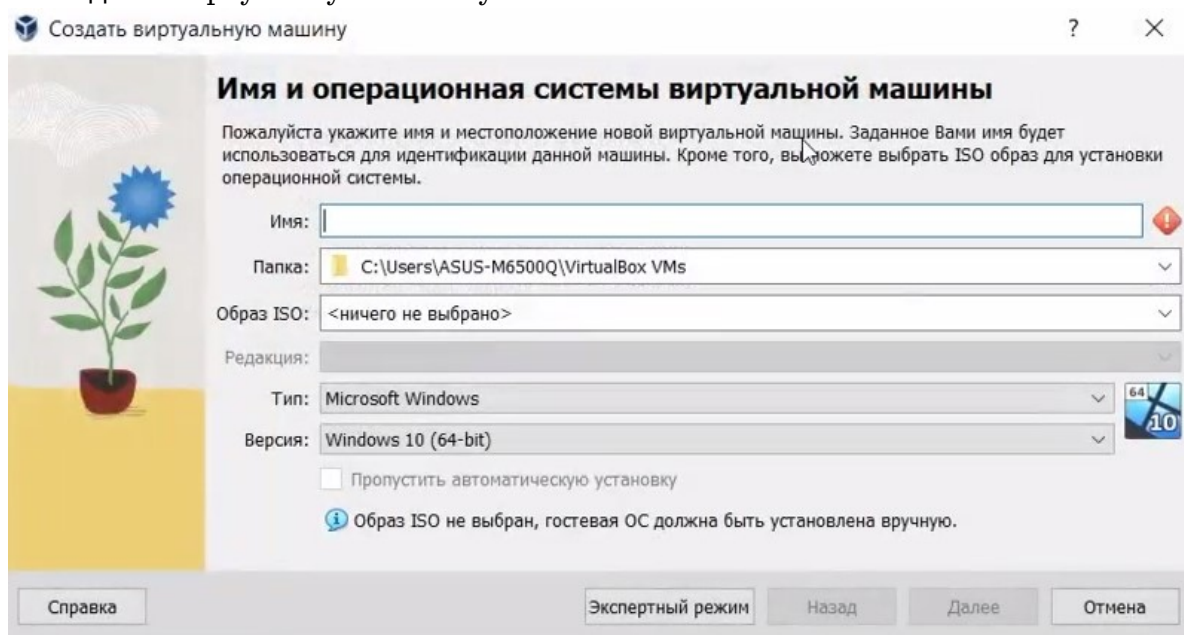 Создать виртуальную машину
?
Имя и операционная системы виртуальной машины
Пожалуйста укажите имя и местоположение новой виртуальной машины. Заданное Вами имя будет
использоваться для идентификации данной машины. Кроме того, вы можете выбрать ISO образ для установки
операционной системы.
Имя:
Папка: C:\Users\ASUS-M6500Q\VirtualBox VMs
Образ ISO: <ничего не выбрано>
Редакция:
Тип: Microsoft Windows
64
10
Версия: Windows 10 (64-bit)
Пропустить автоматическую установку
Образ ISO не выбран, гостевая ОС должна быть установлена вручную.
Справка Экспертный режим Назад Далее Отмена